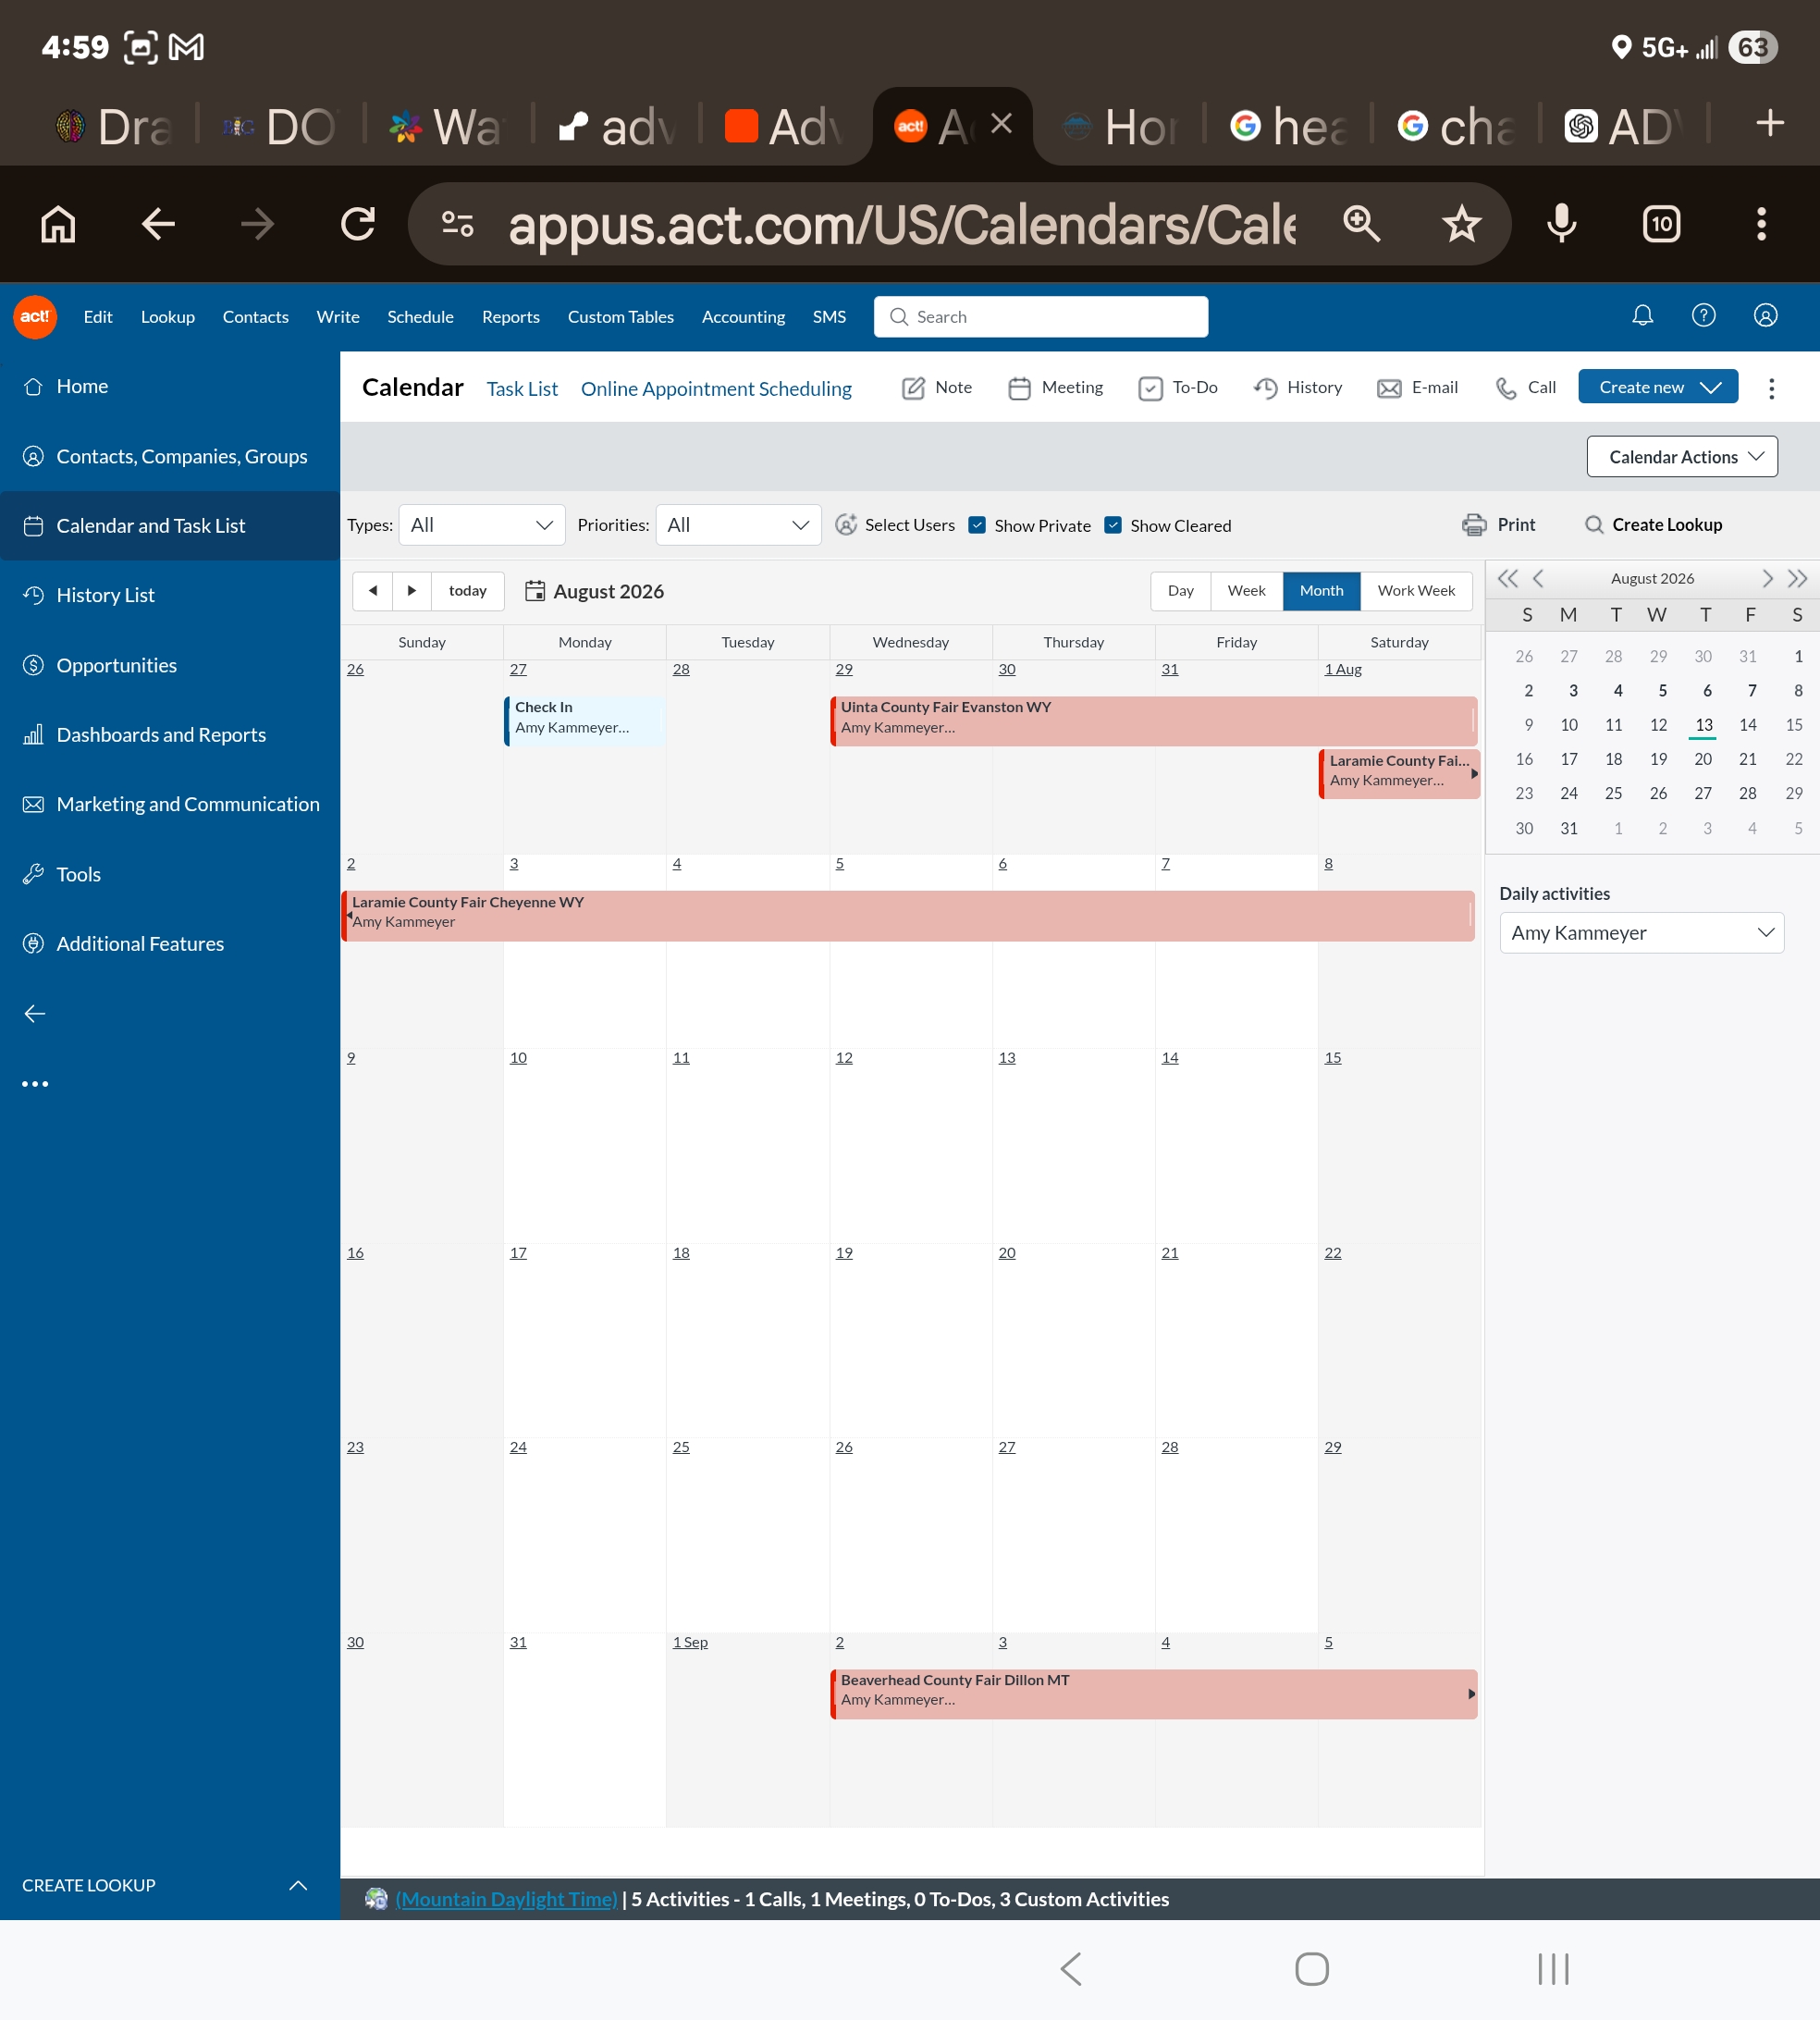 4:59 5G+ 63
Dra DO Wa adv Adv A Hor hea cha AD
appus.act.com/US/Calendars/Cale 10
act! Edit Lookup Contacts Write Schedule Reports Custom Tables Accounting SMS Search
Home
Contacts, Companies, Groups
Calendar and Task List
History List
Opportunities
Dashboards and Reports
Marketing and Communication
Tools
Additional Features
CREATE LOOKUP
Calendar Task List Online Appointment Scheduling Note Meeting To-Do History E-mail Call Create new
Calendar Actions
Types: All Priorities: All Select Users Show Private Show Cleared Print Create Lookup
today August 2026 Day Week Month Work Week
Sunday Monday Tuesday Wednesday Thursday Friday Saturday
26 27 28 29 30 31 1 Aug
Check In
Amy Kammeyer...
Uinta County Fair Evanston WY
Amy Kammeyer...
Laramie County Fai...
Amy Kammeyer...
2 3 4 5 6 7 8
Laramie County Fair Cheyenne WY
Amy Kammeyer
9 10 11 12 13 14 15
16 17 18 19 20 21 22
23 24 25 26 27 28 29
30 31 1 Sep 2 3 4 5
Beaverhead County Fair Dillon MT
Amy Kammeyer...
August 2026
S M T W T F S
26 27 28 29 30 31 1
2 3 4 5 6 7 8
9 10 11 12 13 14 15
16 17 18 19 20 21 22
23 24 25 26 27 28 29
30 31 1 2 3 4 5
Daily activities
Amy Kammeyer
(Mountain Daylight Time) | 5 Activities - 1 Calls, 1 Meetings, 0 To-Dos, 3 Custom Activities